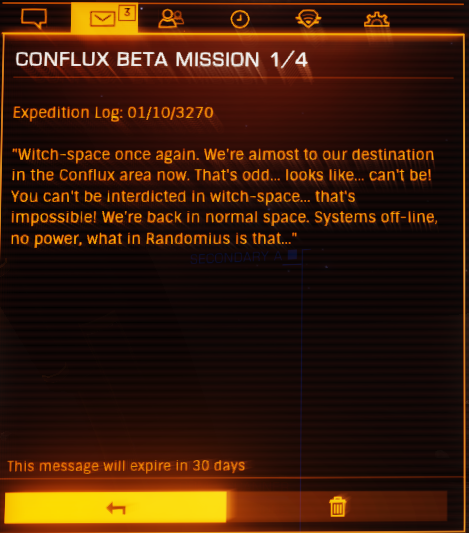 3
CONFLUX BETA MISSION 1/4
Expedition Log: 01/10/3270
"Witch-space once again. We're almost to our destination
in the Conflux area now. That's odd... looks like... can't be!
You can't be interdicted in witch-space... that's
impossible! We're back in normal space. Systems off-line,
no power, what in Randomius is that..."
This message will expire in 30 days